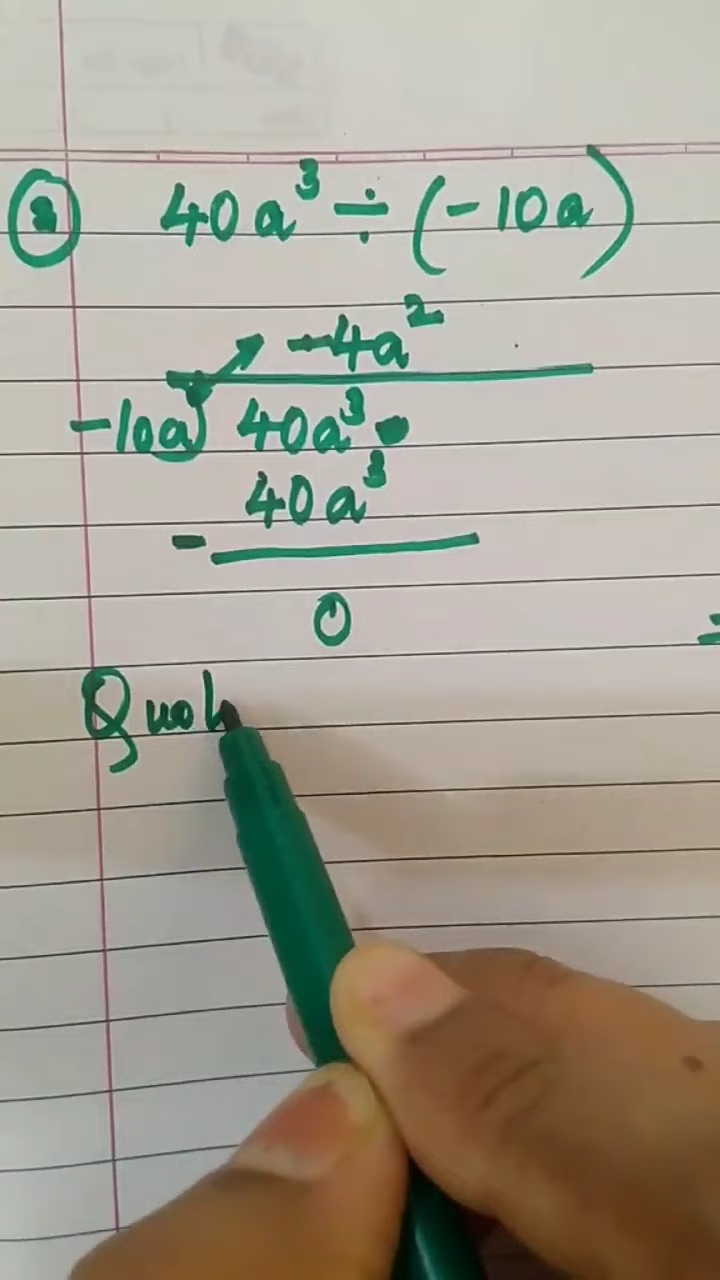 40a³ ÷ (-10a)
-4a²
-10a) 40a³
40a³
-
0
=
Quot